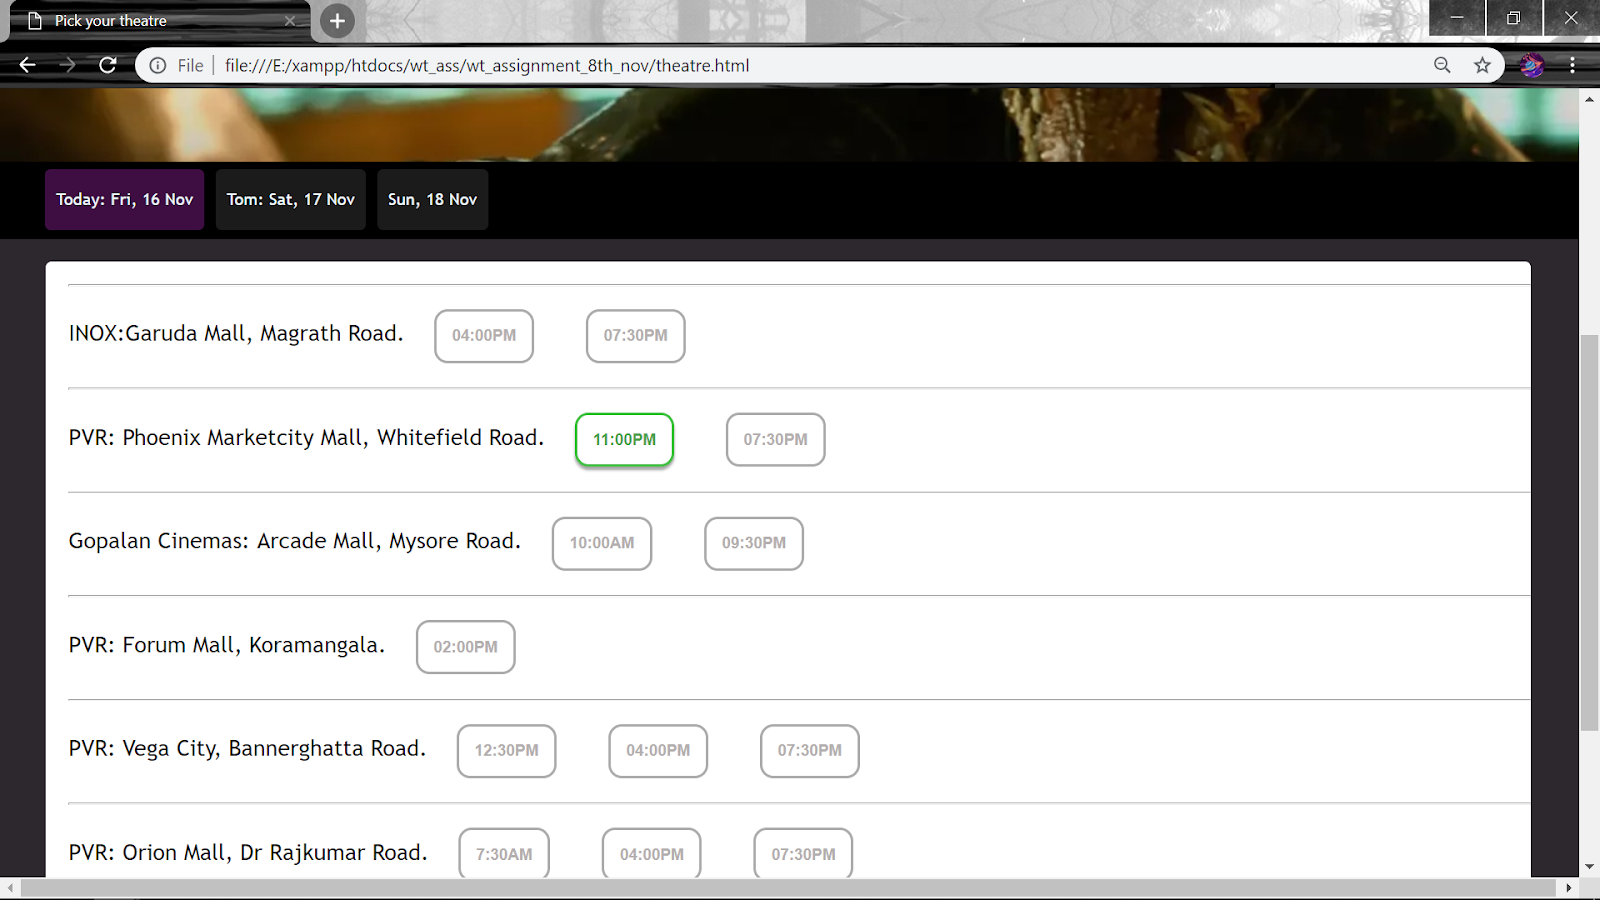 Pick your theatre
File file:///E:/xampp/htdocs/wt_ass/wt_assignment_8th_nov/theatre.html
Today: Fri, 16 Nov Tom: Sat, 17 Nov Sun, 18 Nov
INOX:Garuda Mall, Magrath Road. 04:00PM 07:30PM
PVR: Phoenix Marketcity Mall, Whitefield Road. 11:00PM 07:30PM
Gopalan Cinemas: Arcade Mall, Mysore Road. 10:00AM 09:30PM
PVR: Forum Mall, Koramangala. 02:00PM
PVR: Vega City, Bannerghatta Road. 12:30PM 04:00PM 07:30PM
PVR: Orion Mall, Dr Rajkumar Road. 7:30AM 04:00PM 07:30PM